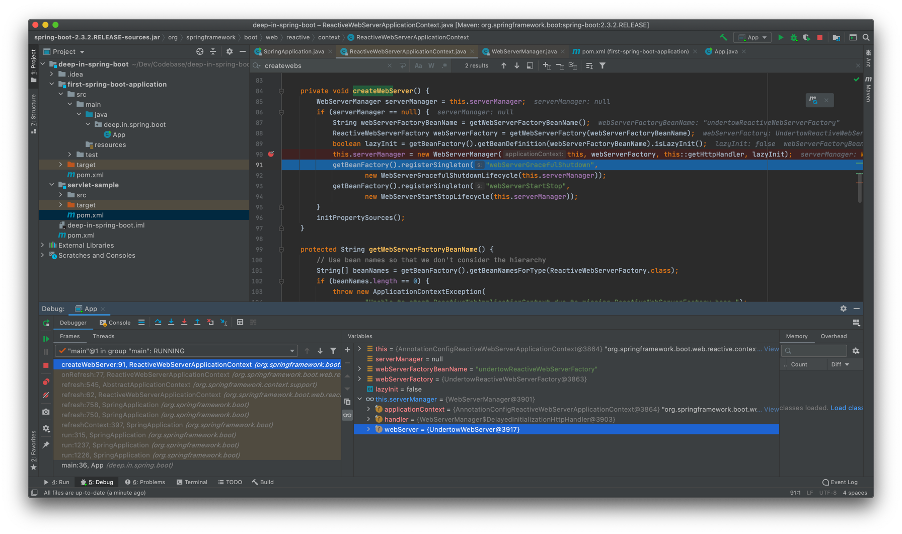 deep-in-spring-boot – ReactiveWebServerApplicationContext.java [Maven: org.springframework.boot:spring-boot:2.3.2.RELEASE]
spring-boot-2.3.2.RELEASE-sources.jar org springframework boot web reactive context ReactiveWebServerApplicationContext
App
Project
SpringApplication.java ReactiveWebServerApplicationContext.java WebServerManager.java pom.xml (first-spring-boot-application) App.java
createwebs Aa W .* 2 results
1: Project
7: Structure
2: Favorites
Ant
Maven
deep-in-spring-boot ~/Dev/Codebase/deep-in-spring-boo
.idea
first-spring-boot-application
src
main
java
deep.in.spring.boot
App
resources
test
target
pom.xml
servlet-sample
src
target
pom.xml
deep-in-spring-boot.iml
pom.xml
External Libraries
Scratches and Consoles
83
84 private void createWebServer() {
85 WebServerManager serverManager = this.serverManager; serverManager: null
86 if (serverManager == null) { serverManager: null
87 String webServerFactoryBeanName = getWebServerFactoryBeanName(); webServerFactoryBeanName: "undertowReactiveWebServerFactory"
88 ReactiveWebServerFactory webServerFactory = getWebServerFactory(webServerFactoryBeanName); webServerFactory: UndertowReactiveWebSer
89 boolean lazyInit = getBeanFactory().getBeanDefinition(webServerFactoryBeanName).isLazyInit(); lazyInit: false webServerFactoryBean
90 this.serverManager = new WebServerManager( applicationContext: this, webServerFactory, this::getHttpHandler, lazyInit); serverManager:
91 getBeanFactory().registerSingleton( s: "webServerGracefulShutdown",
92 new WebServerGracefulShutdownLifecycle(this.serverManager));
93 getBeanFactory().registerSingleton( s: "webServerStartStop",
94 new WebServerStartStopLifecycle(this.serverManager));
95 }
96 initPropertySources();
97 }
98
99 protected String getWebServerFactoryBeanName() {
100 // Use bean names so that we don't consider the hierarchy
101 String[] beanNames = getBeanFactory().getBeanNamesForType(ReactiveWebServerFactory.class);
102 if (beanNames.length == 0) {
103 throw new ApplicationContextException(
Debug: App
Debugger Console
Frames Threads
"main"@1 in group "main": RUNNING
createWebServer:91, ReactiveWebServerApplicationContext (org.springframework.boot.
onRefresh:77, ReactiveWebServerApplicationContext (org.springframework.boot.web.re
refresh:545, AbstractApplicationContext (org.springframework.context.support)
refresh:62, ReactiveWebServerApplicationContext (org.springframework.boot.web.reac
refresh:758, SpringApplication (org.springframework.boot)
refresh:750, SpringApplication (org.springframework.boot)
refreshContext:397, SpringApplication (org.springframework.boot)
run:315, SpringApplication (org.springframework.boot)
run:1237, SpringApplication (org.springframework.boot)
run:1226, SpringApplication (org.springframework.boot)
main:36, App (deep.in.spring.boot)
Variables
this = {AnnotationConfigReactiveWebServerApplicationContext@3864} "org.springframework.boot.web.reactive.context... View
serverManager = null
webServerFactoryBeanName = "undertowReactiveWebServerFactory"
webServerFactory = {UndertowReactiveWebServerFactory@3863}
lazyInit = false
this.serverManager = {WebServerManager@3901}
applicationContext = {AnnotationConfigReactiveWebServerApplicationContext@3864} "org.springframework.boot.we... View
handler = {WebServerManager$DelayedInitializationHttpHandler@3903}
webServer = {UndertowWebServer@3917}
Memory Overhead
Count Diff
classes loaded. Load class
4: Run 5: Debug 6: Problems Terminal TODO Build Event Log
All files are up-to-date (a minute ago) 91:1 LF UTF-8 4 spaces